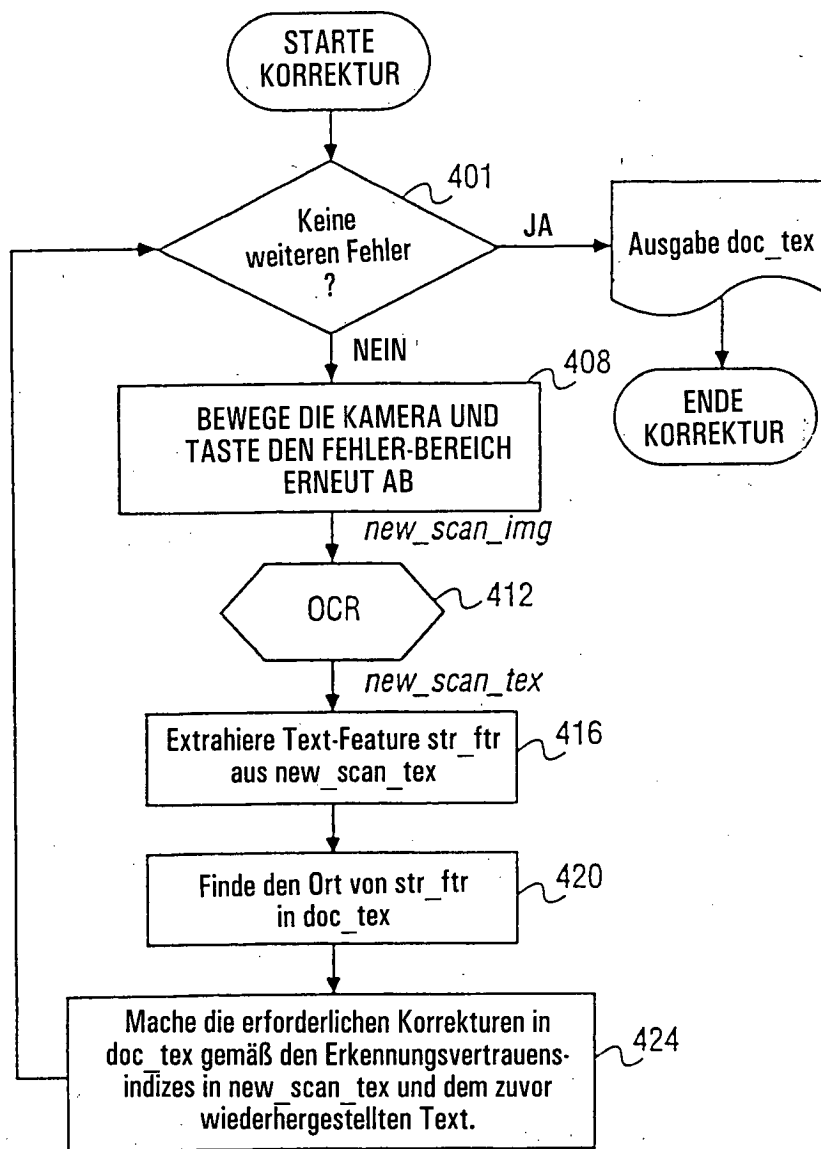 STARTE
KORREKTUR
401
Keine
weiteren Fehler
?
JA
Ausgabe doc_tex
ENDE
KORREKTUR
NEIN
408
BEWEGE DIE KAMERA UND
TASTE DEN FEHLER-BEREICH
ERNEUT AB
new_scan_img
OCR
412
new_scan_tex
Extrahiere Text-Feature str_ftr
aus new_scan_tex
416
Finde den Ort von str_ftr
in doc_tex
420
Mache die erforderlichen Korrekturen in
doc_tex gemäß den Erkennungsvertrauens-
indizes in new_scan_tex und dem zuvor
wiederhergestellten Text.
424